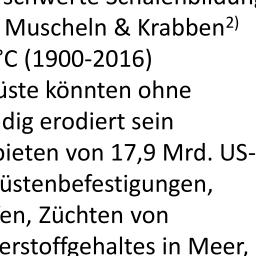 schwerte Schalenbildung
Muscheln & Krabben2)
°C (1900-2016)
üste könnten ohne
dig erodiert sein
bieten von 17,9 Mrd. US-
üstenbefestigungen,
en, Züchten von
erstoffgehaltes in Meer,